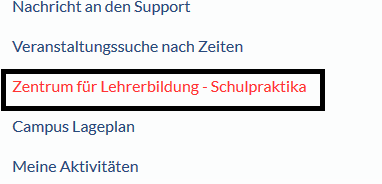 Nachricht an den Support
Veranstaltungssuche nach Zeiten
Zentrum für Lehrerbildung - Schulpraktika
Campus Lageplan
Meine Aktivitäten